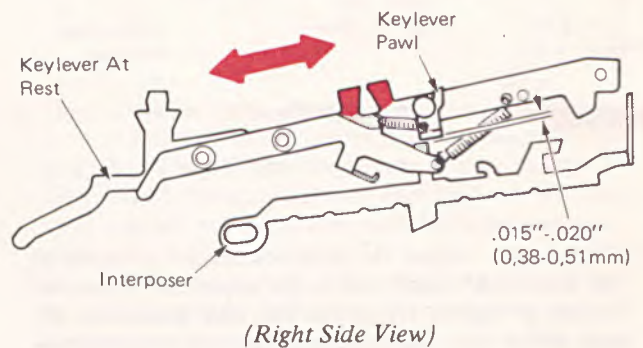 Keylever
Pawl
Keylever At
Rest
.015"-.020"
(0,38-0,51mm)
Interposer
(Right Side View)